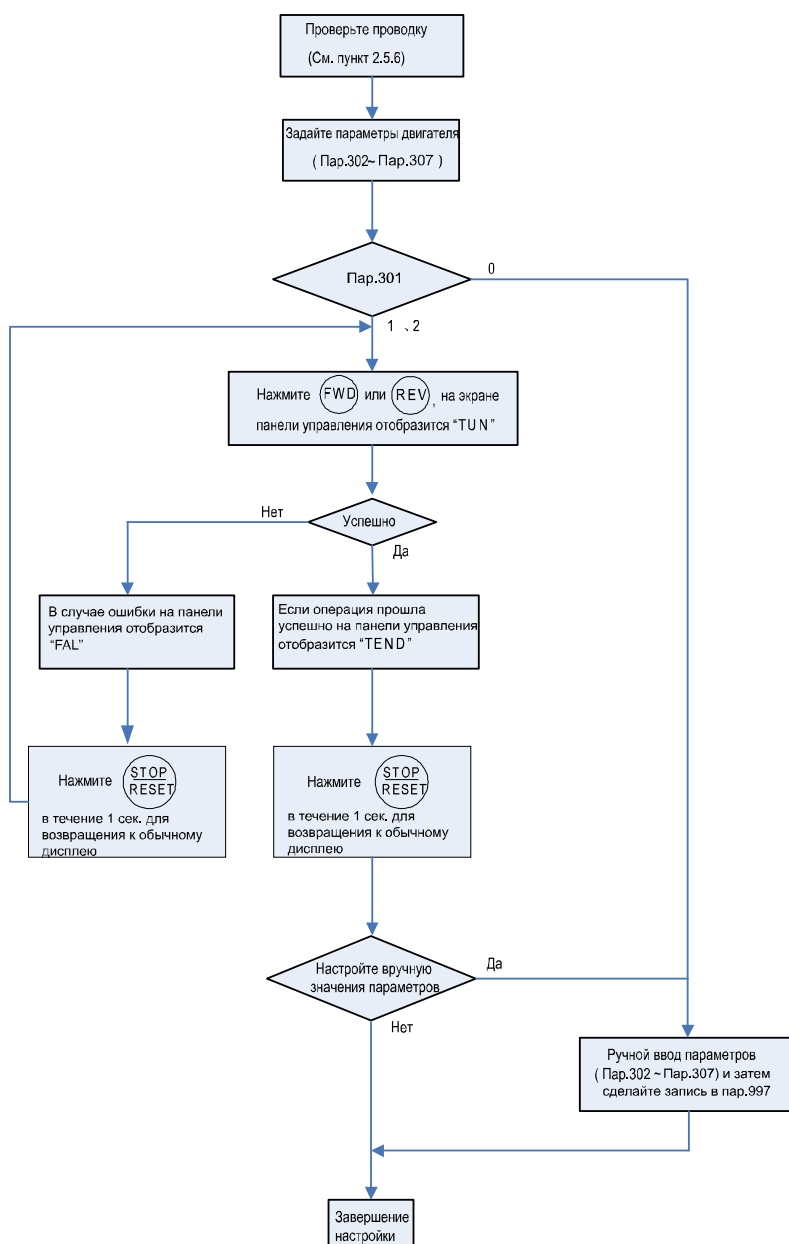 Проверьте проводку
(См. пункт 2.5.6)
Задайте параметры двигателя
( Пар.302~ Пар.307 )
Пар.301
0
1 、2
Нажмите FWD или REV, на экране
панели управления отобразится “TUN”
Успешно
Нет
Да
В случае ошибки на панели
управления отобразится
“FAL”
Если операция прошла
успешно на панели управления
отобразится “TEND”
Нажмите STOP
RESET
в течение 1 сек. для
возвращения к обычному
дисплею
Нажмите STOP
RESET
в течение 1 сек. для
возвращения к обычному
дисплею
Настройте вручную
значения параметров
Да
Нет
Ручной ввод параметров
( Пар.302 ~ Пар.307) и затем
сделайте запись в пар.997
Завершение
настройки